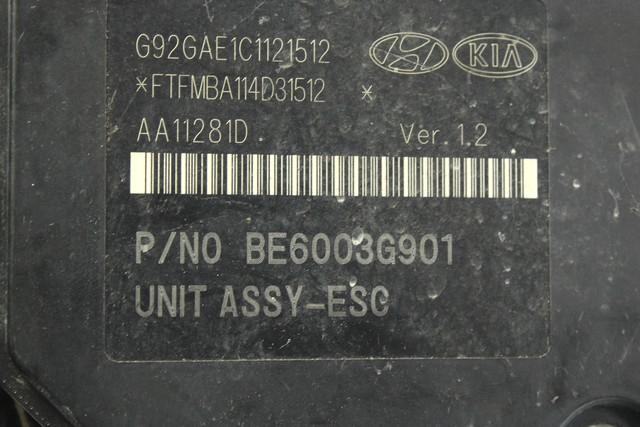 G92GAE1C1121512 KIA
*FTFMBA114D31512 *
AA11281D. Ver. 1.2
P/NO BE6003G901
UNIT ASSY-ESC